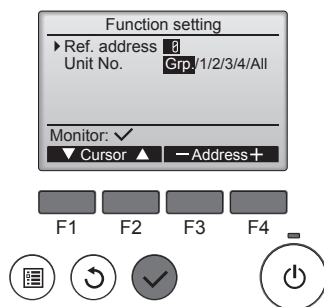 Function setting
Ref. address 0
Unit No. Grp./1/2/3/4/All
Monitor: ✓
▼ Cursor ▲ −Address+
F1 F2 F3 F4